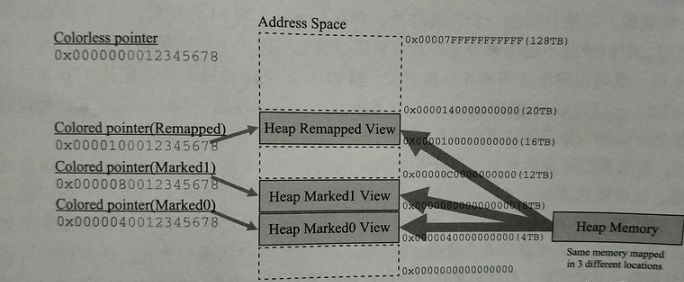 Address Space
Colorless pointer
0x0000000012345678
0x00007FFFFFFFFFFF(128TB)
0x0000140000000000(20TB)
Colored pointer(Remapped)
0x0000100012345678
Heap Remapped View
0x0000100000000000(16TB)
Colored pointer(Marked1)
0x0000080012345678
0x00000C0000000000(12TB)
Heap Marked1 View
0x0000080000000000(8TB)
Colored pointer(Marked0)
0x0000040012345678
Heap Marked0 View
Heap Memory
0x0000040000000000(4TB)
Same memory mapped
in 3 different locations.
0x0000000000000000